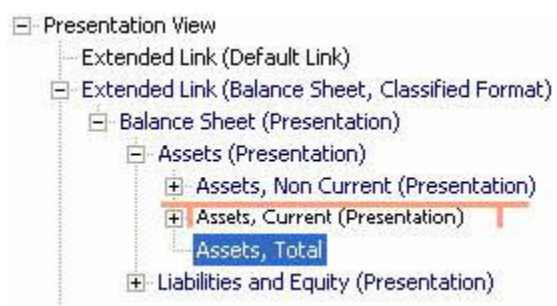 Presentation View
Extended Link (Default Link)
Extended Link (Balance Sheet, Classified Format)
Balance Sheet (Presentation)
Assets (Presentation)
Assets, Non Current (Presentation)
Assets, Current (Presentation)
Assets, Total
Liabilities and Equity (Presentation)